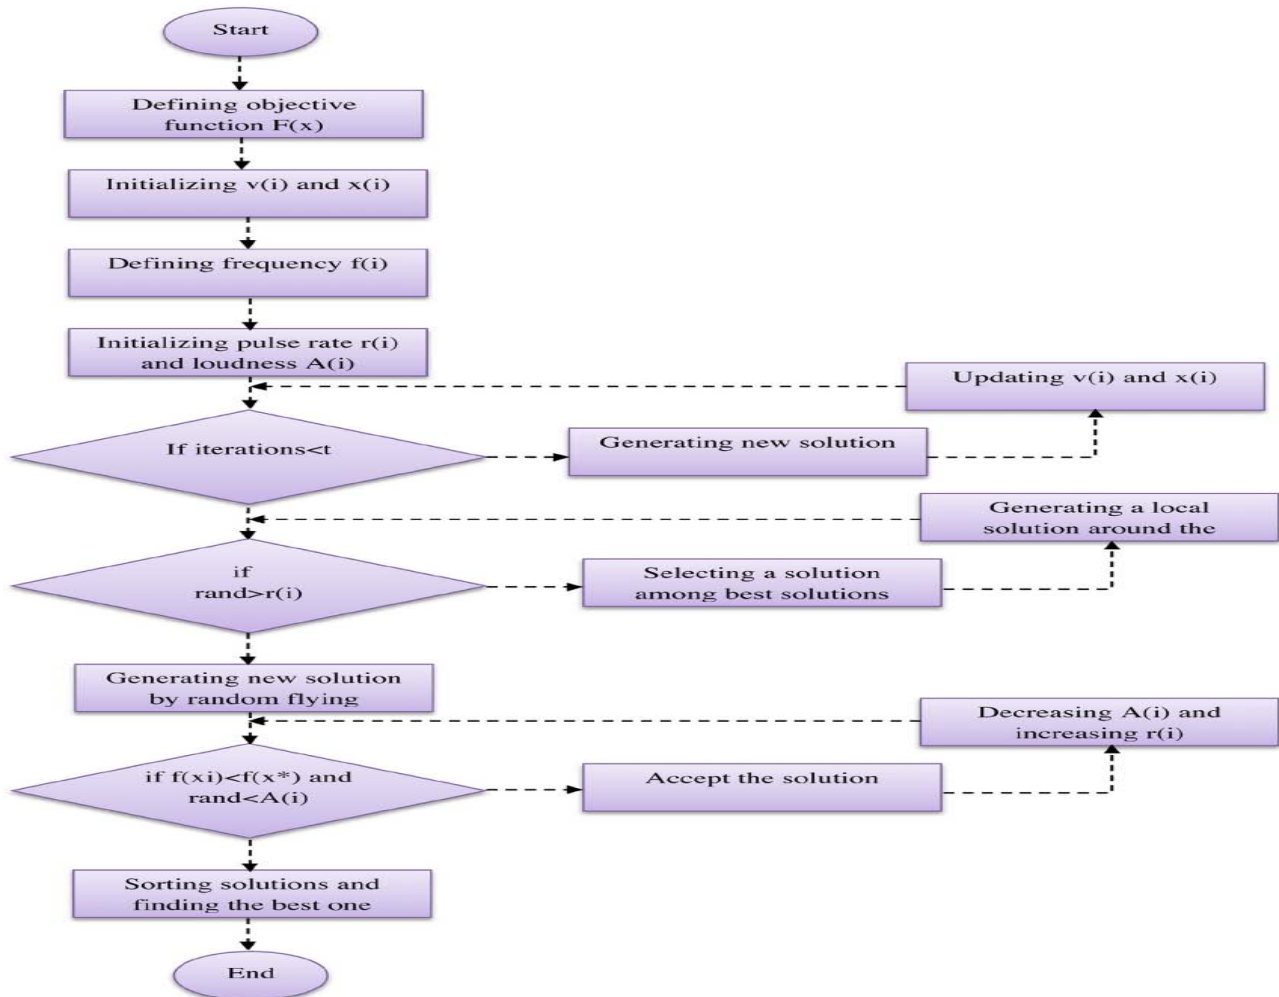 Start
Defining objective
function F(x)
Initializing v(i) and x(i)
Defining frequency f(i)
Initializing pulse rate r(i)
and loudness A(i)
Updating v(i) and x(i)
If iterations<t
Generating new solution
Generating a local
solution around the
if
rand>r(i)
Selecting a solution
among best solutions
Generating new solution
by random flying
Decreasing A(i) and
increasing r(i)
if f(xi)<f(x*) and
rand<A(i)
Accept the solution
Sorting solutions and
finding the best one
End